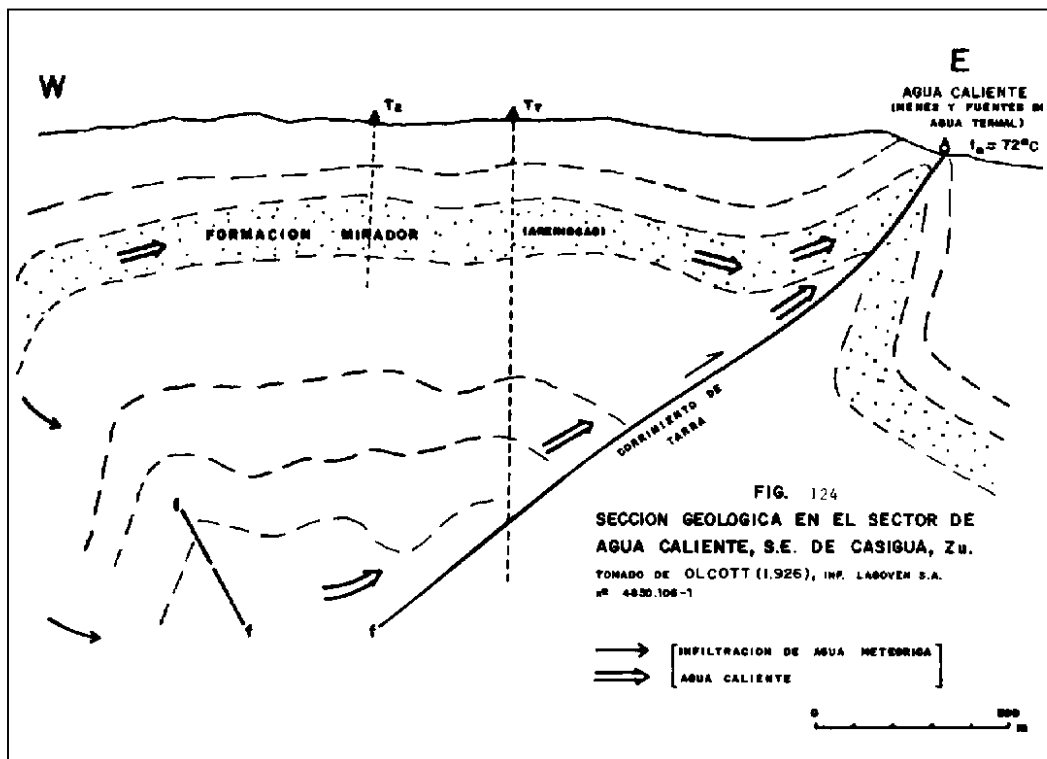 W
E
AGUA CALIENTE
(MENES Y FUENTES DE
AGUA TERMAL)
tₐ = 72°C
T2
T7
FORMACION MIRADOR (ARENOSAS)
CORRIMIENTO DE
TARRA
f
f
f
FIG. 124
SECCION GEOLOGICA EN EL SECTOR DE
AGUA CALIENTE, S.E. DE CASIGUA, Zu.
TOMADO DE OLCOTT (1.926), INF. LAGOVEN S.A.
nº 4830.106-1
INFILTRACION DE AGUA METEORICA
AGUA CALIENTE
0 500
m